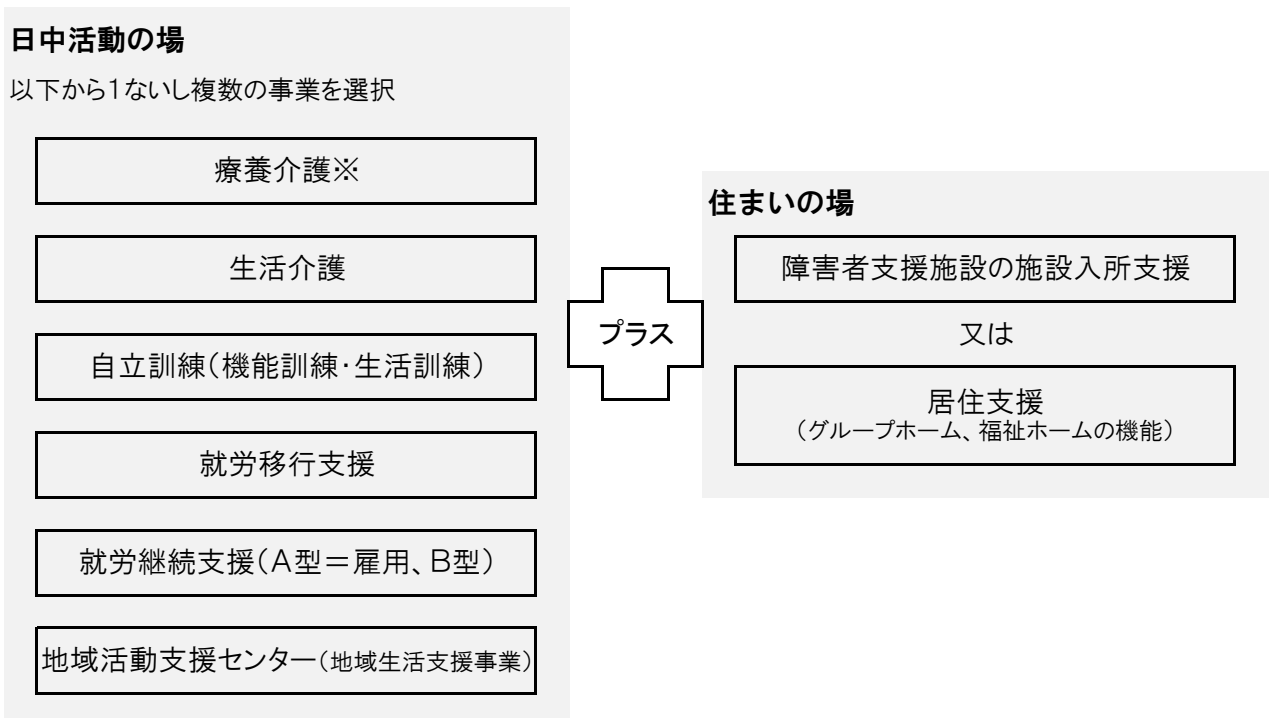 日中活動の場
以下から1ないし複数の事業を選択
療養介護※
生活介護
自立訓練(機能訓練・生活訓練)
就労移行支援
就労継続支援(A型=雇用、B型)
地域活動支援センター(地域生活支援事業)
プラス
住まいの場
障害者支援施設の施設入所支援
又は
居住支援
(グループホーム、福祉ホームの機能)